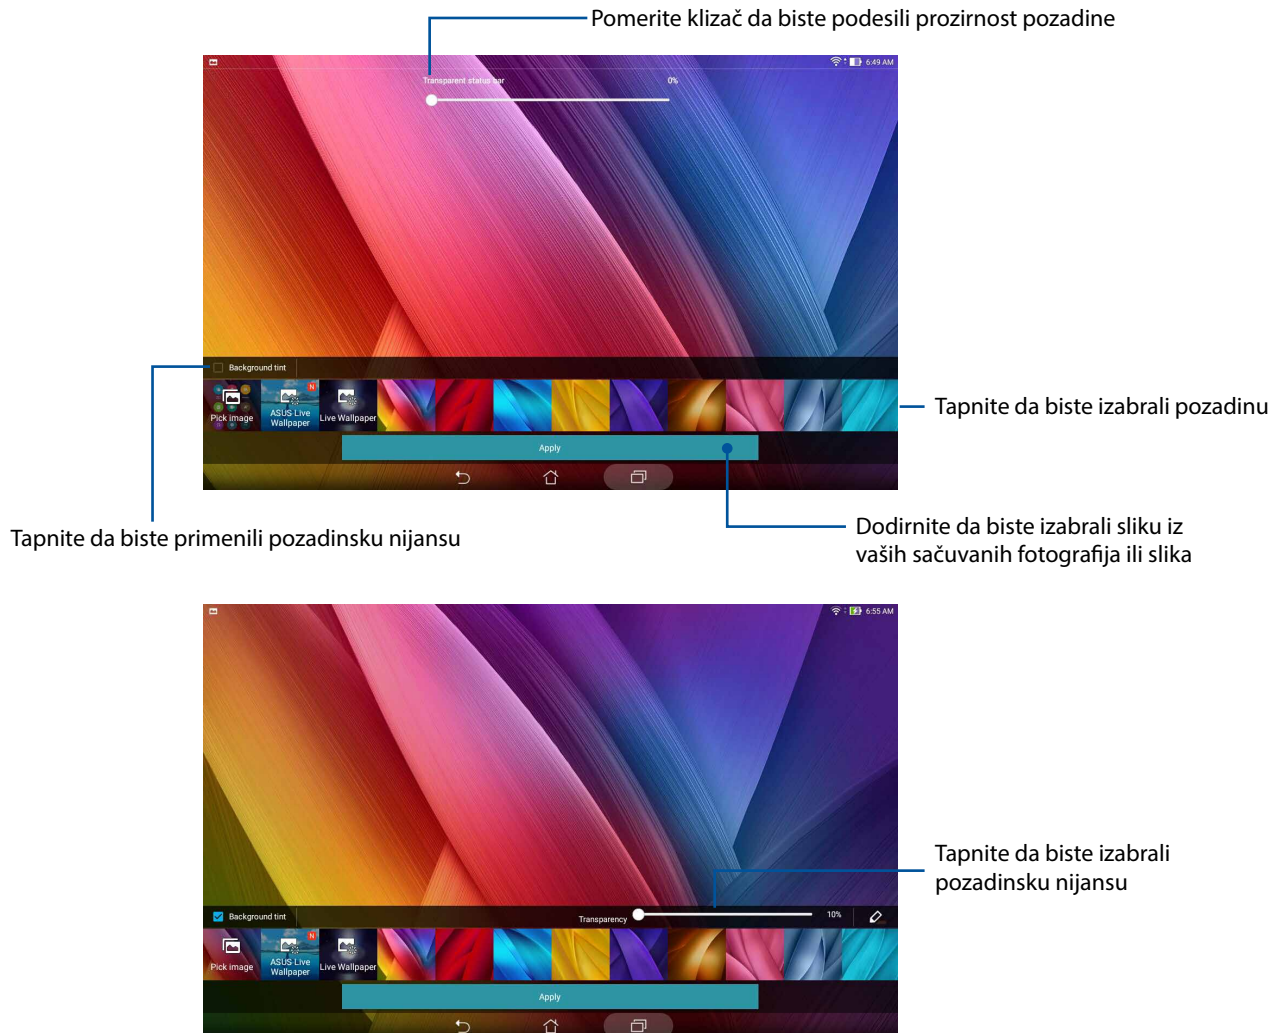 Pomerite klizač da biste podesili prozirnost pozadine
6:49 AM
Transparent status bar 0%
Background tint
Pick image
ASUS Live Wallpaper
N
Live Wallpaper
Tapnite da biste izabrali pozadinu
Apply
Tapnite da biste primenili pozadinsku nijansu
Dodirnite da biste izabrali sliku iz
vaših sačuvanih fotografija ili slika
6:55 AM
Tapnite da biste izabrali
pozadinsku nijansu
Background tint
Transparency 10%
Pick image
ASUS Live Wallpaper
N
Live Wallpaper
Apply